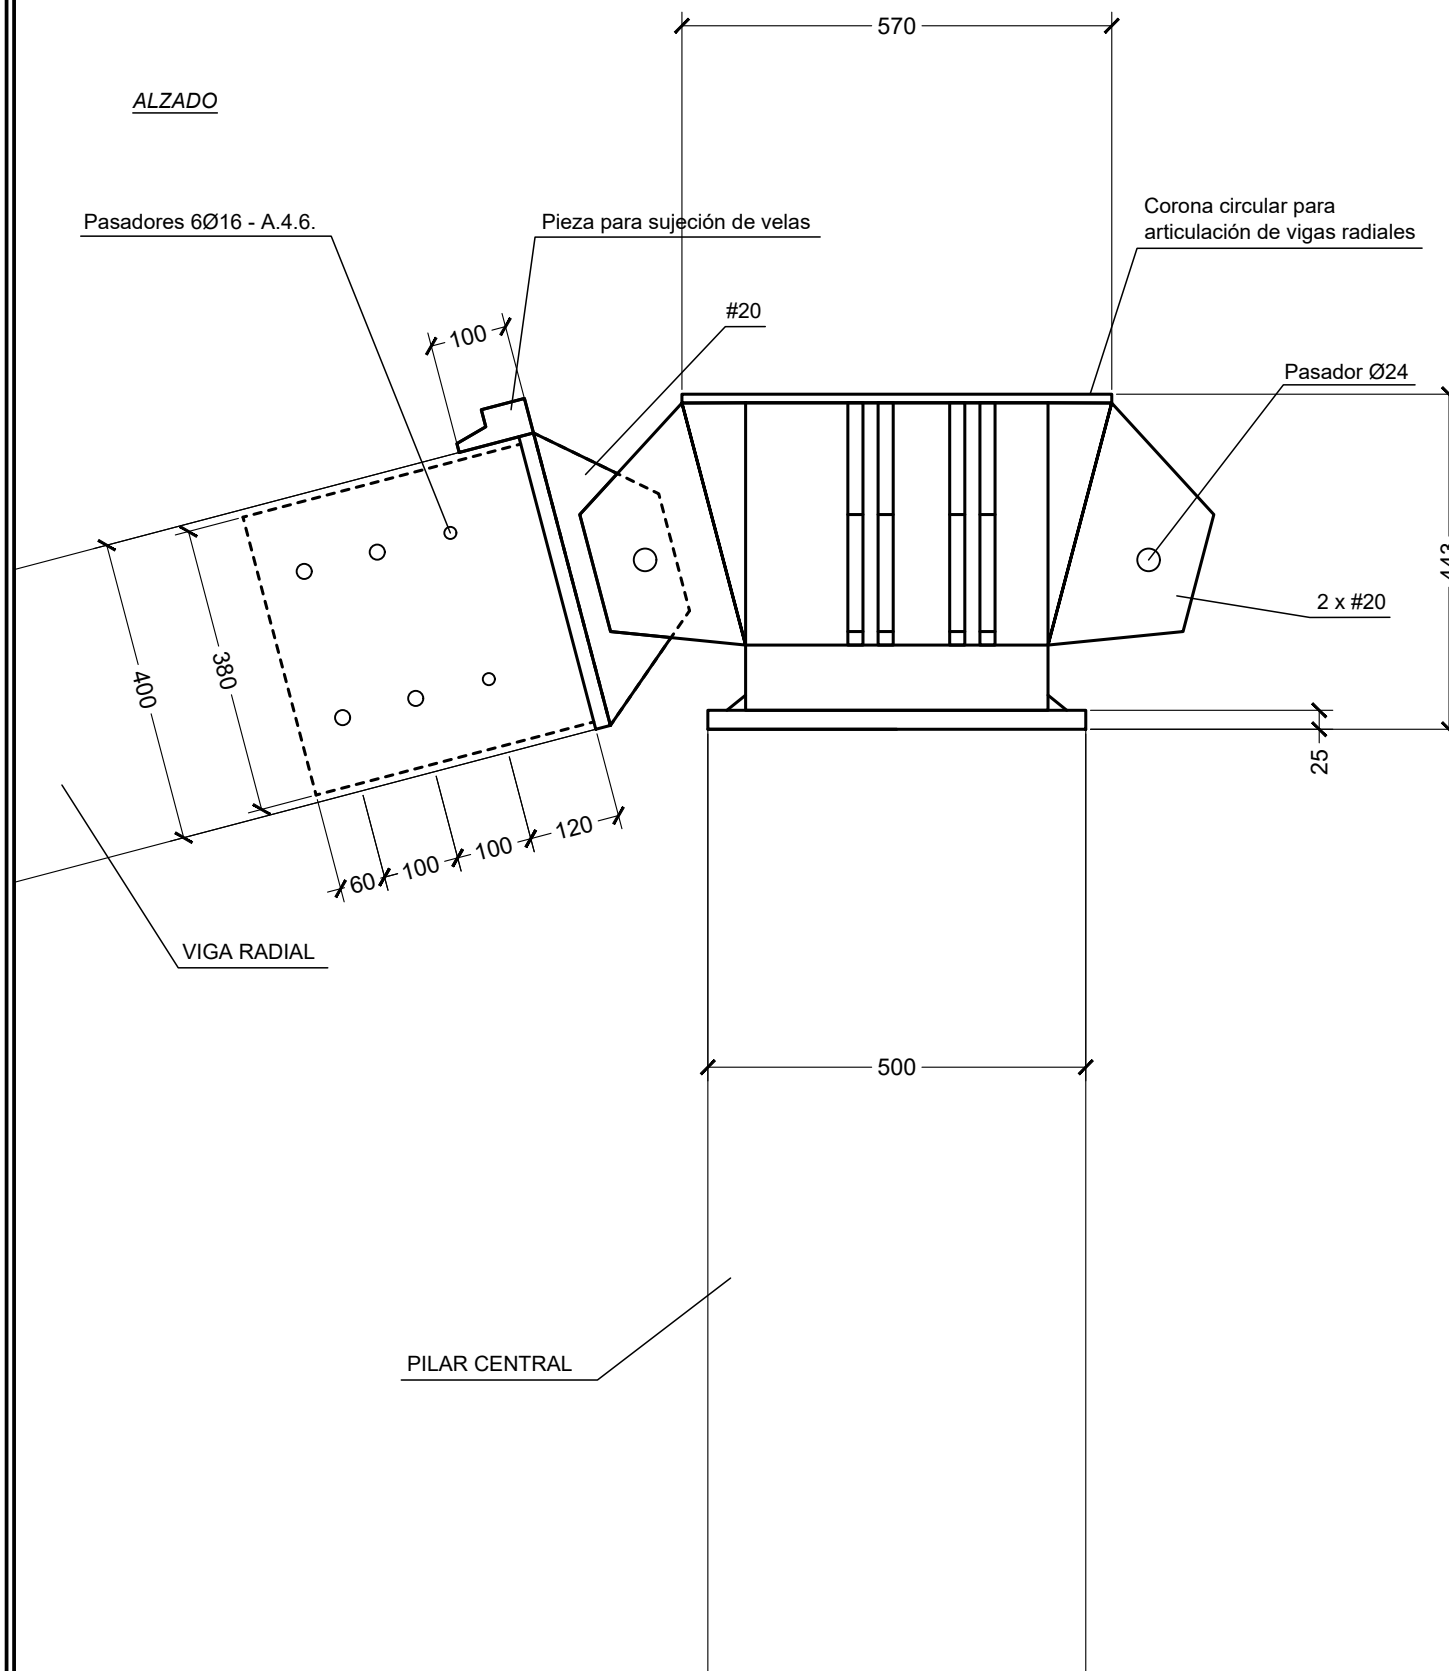 570
ALZADO
Pasadores 6Ø16 - A.4.6.
Pieza para sujeción de velas
Corona circular para
articulación de vigas radiales
#20
100
Pasador Ø24
443
2 x #20
400
380
25
60
100
100
120
VIGA RADIAL
500
PILAR CENTRAL